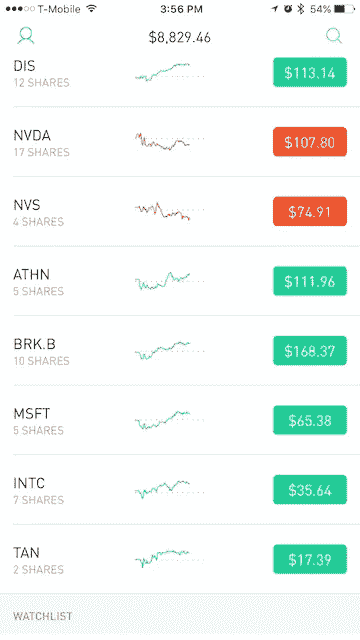 T-Mobile 3:56 PM 54%
$8,829.46
DIS
12 SHARES
$113.14
NVDA
17 SHARES
$107.80
NVS
4 SHARES
$74.91
ATHN
5 SHARES
$111.96
BRK.B
10 SHARES
$168.37
MSFT
5 SHARES
$65.38
INTC
7 SHARES
$35.64
TAN
2 SHARES
$17.39
WATCHLIST